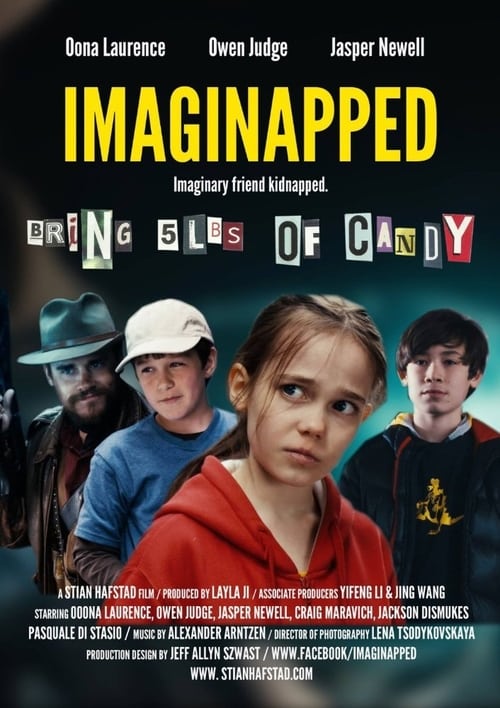 Oona Laurence Owen Judge Jasper Newell
IMAGINAPPED
Imaginary friend kidnapped.
BRiNG 5LBS OF CANDY
A STIAN HAFSTAD FILM / PRODUCED BY LAYLA JI / ASSOCIATE PRODUCERS YIFENG LI & JING WANG
STARRING OOONA LAURENCE, OWEN JUDGE, JASPER NEWELL, CRAIG MARAVICH, JACKSON DISMUKES
PASQUALE DI STASIO / MUSIC BY ALEXANDER ARNTZEN / DIRECTOR OF PHOTOGRAPHY LENA TSODYKOVSKAYA
PRODUCTION DESIGN BY JEFF ALLYN SZWAST / WWW.FACEBOOK/IMAGINAPPED
WWW. STIANHAFSTAD.COM